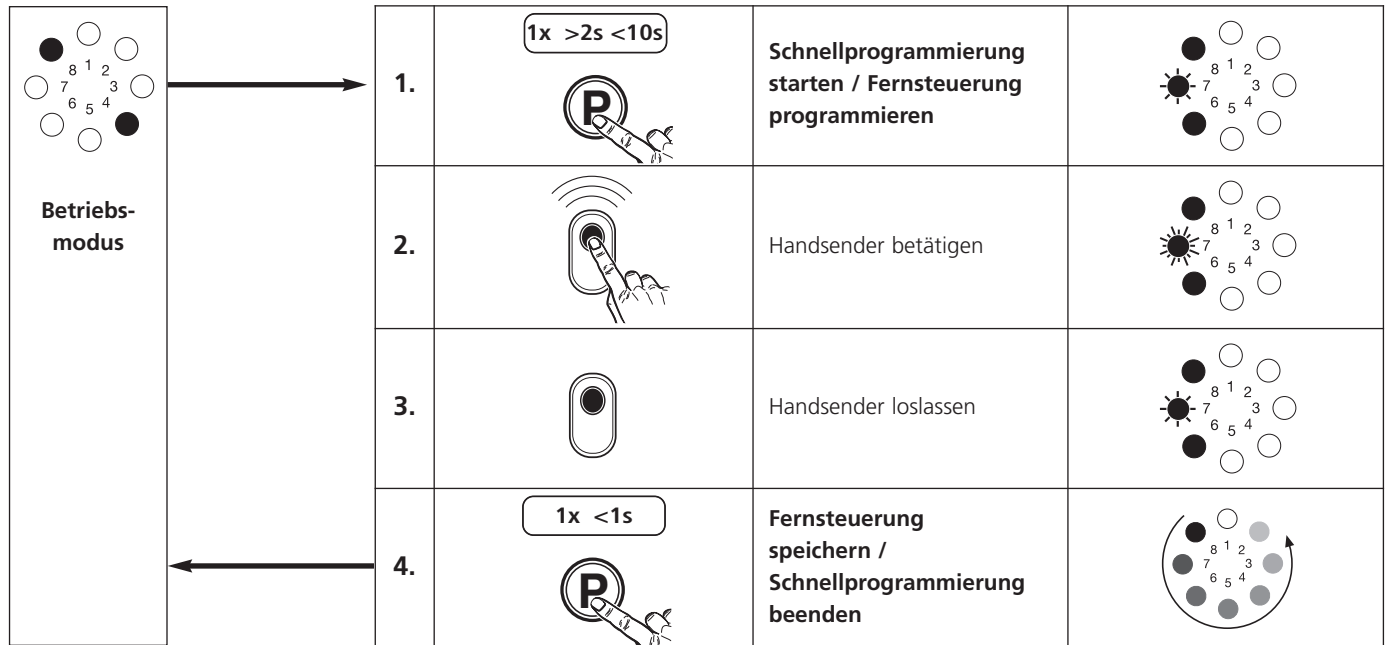 8 1 2
7 3
6 5 4
Betriebs-
modus
1.
1x >2s <10s
P
Schnellprogrammierung
starten / Fernsteuerung
programmieren
8 1 2
7 3
6 5 4
2.
Handsender betätigen
8 1 2
7 3
6 5 4
3.
Handsender loslassen
8 1 2
7 3
6 5 4
4.
1x <1s
P
Fernsteuerung
speichern /
Schnellprogrammierung
beenden
8 1 2
7 3
6 5 4